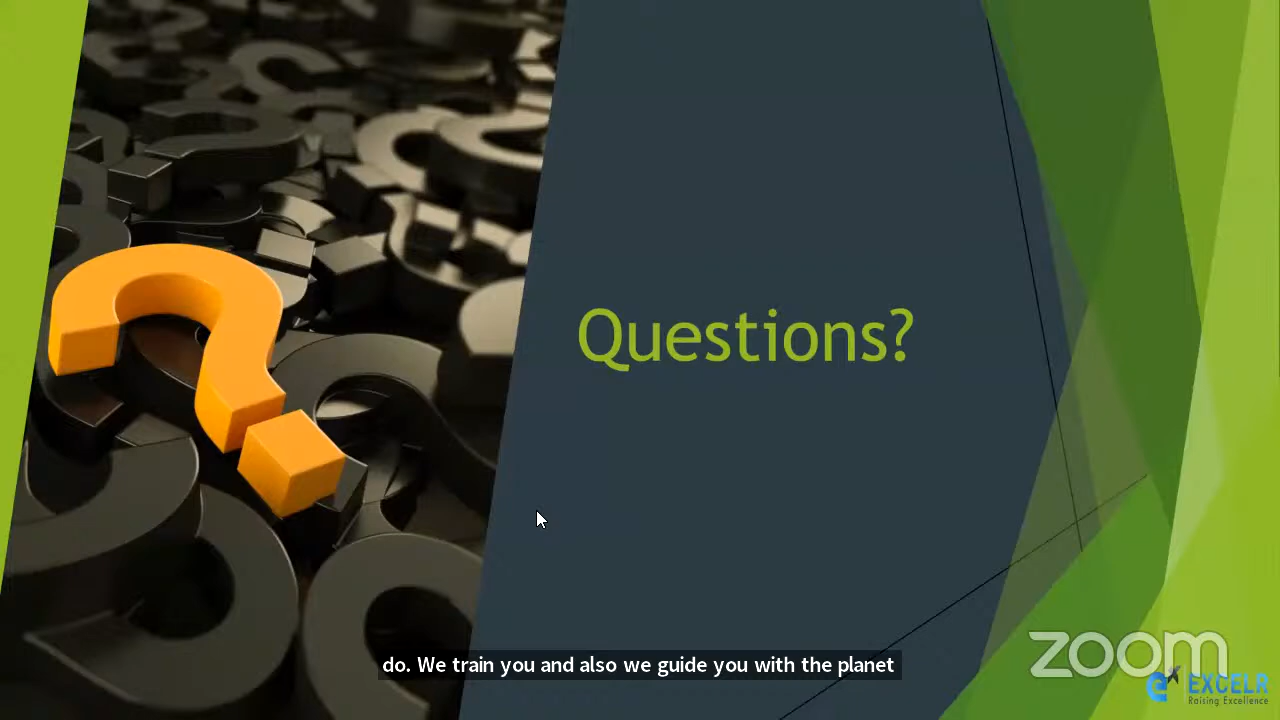 Questions?
do. We train you and also we guide you with the planet
zoom
EXCELR
Raising Excellence